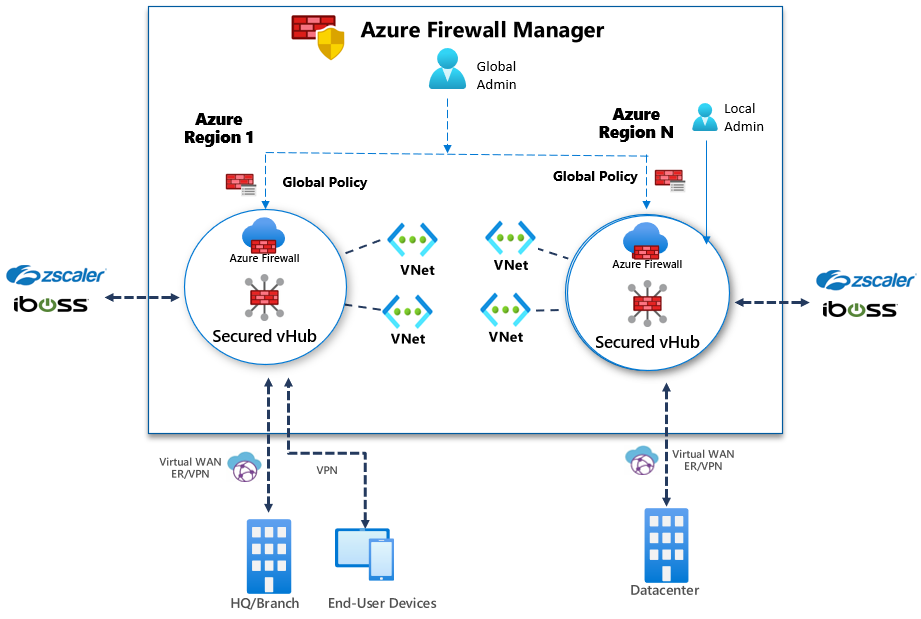 Azure Firewall Manager
Global
Admin
Azure
Region 1
Azure
Region N
Local
Admin
Global Policy
Global Policy
Azure Firewall
Secured vHub
VNet
VNet
VNet
VNet
Azure Firewall
Secured vHub
zscaler
iboss
zscaler
iboss
Virtual WAN
ER/VPN
VPN
Virtual WAN
ER/VPN
HQ/Branch
End-User Devices
Datacenter